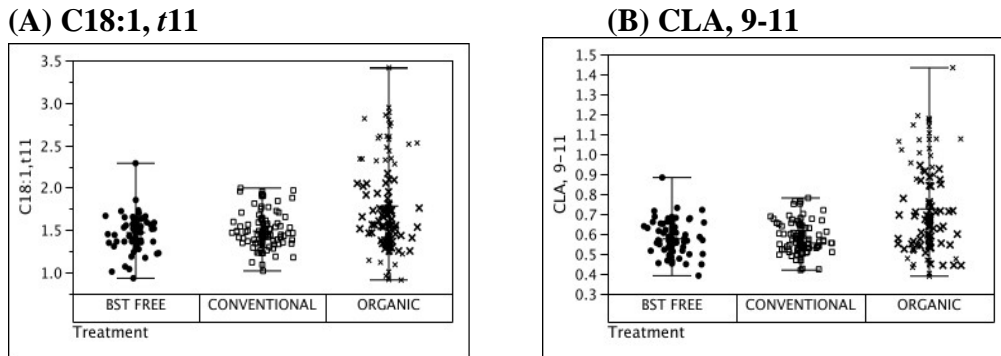 (A) C18:1, t11
(B) CLA, 9-11
C18:1,t11
3.5
3.0
2.5
2.0
1.5
1.0
BST FREE
CONVENTIONAL
ORGANIC
Treatment
CLA, 9-11
1.5
1.4
1.3
1.2
1.1
1.0
0.9
0.8
0.7
0.6
0.5
0.4
0.3
BST FREE
CONVENTIONAL
ORGANIC
Treatment